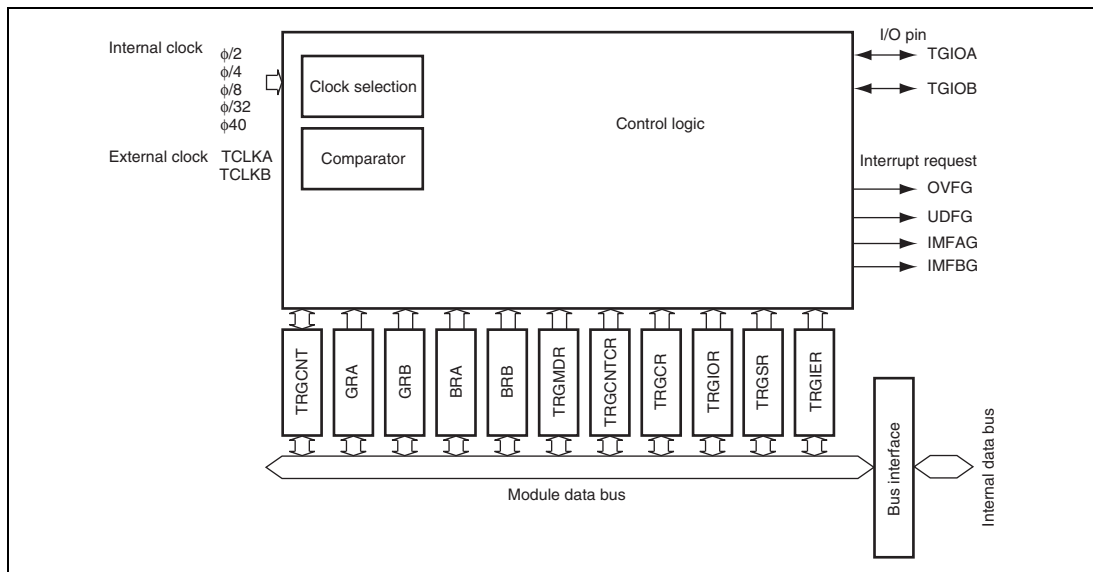 Internal clock
ϕ/2
ϕ/4
ϕ/8
ϕ/32
ϕ40
External clock TCLKA
TCLKB
Clock selection
Comparator
Control logic
I/O pin
TGIOA
TGIOB
Interrupt request
OVFG
UDFG
IMFAG
IMFBG
TRGCNT
GRA
GRB
BRA
BRB
TRGMDR
TRGCNTCR
TRGCR
TRGIOR
TRGSR
TRGIER
Module data bus
Bus interface
Internal data bus